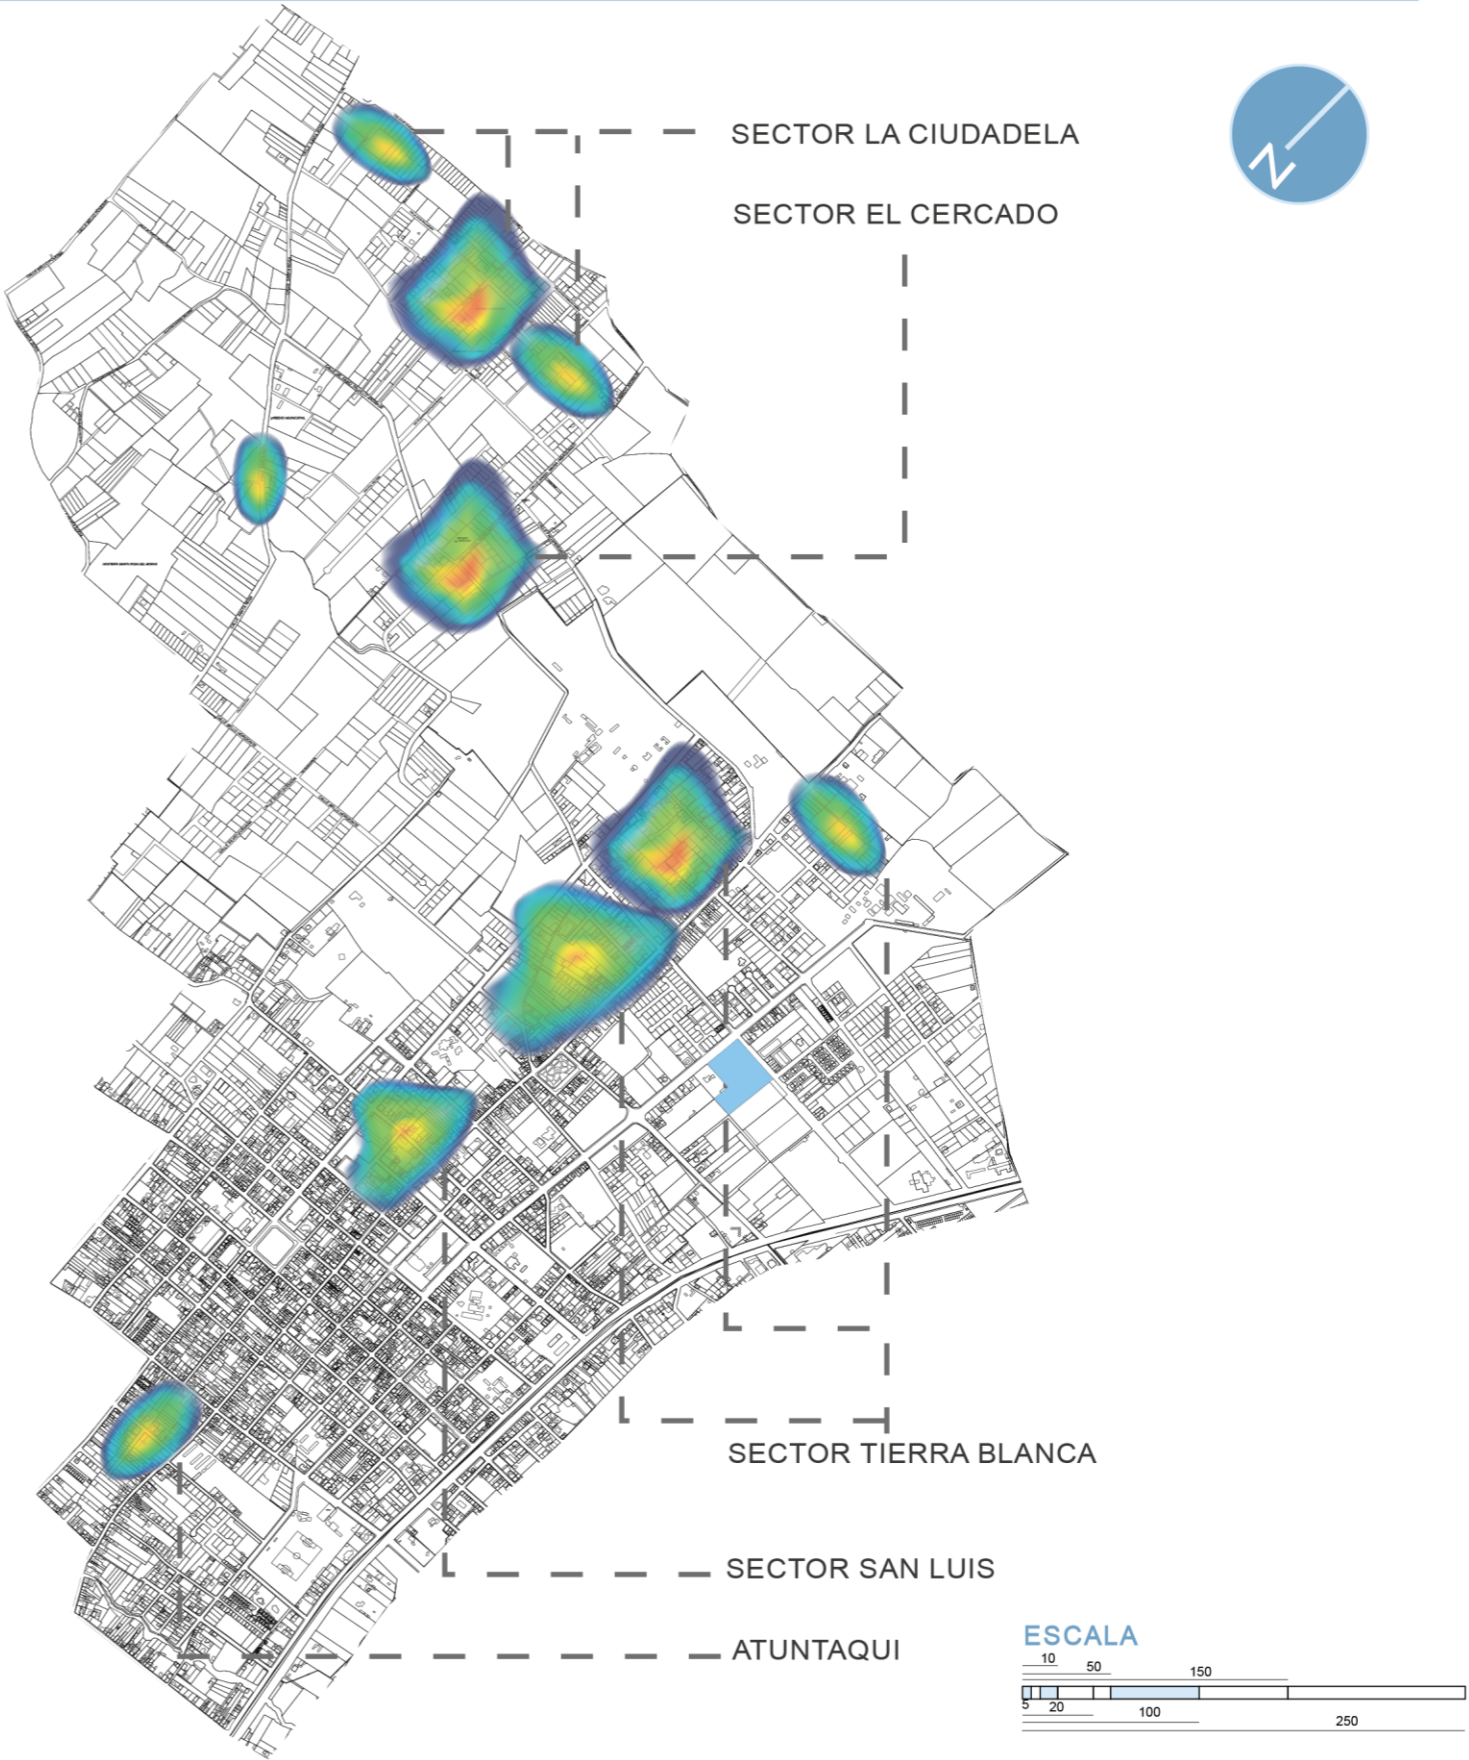 SECTOR LA CIUDADELA
N
SECTOR EL CERCADO
SECTOR TIERRA BLANCA
SECTOR SAN LUIS
ATUNTAQUI
ESCALA
10
50
150
5
20
100
250